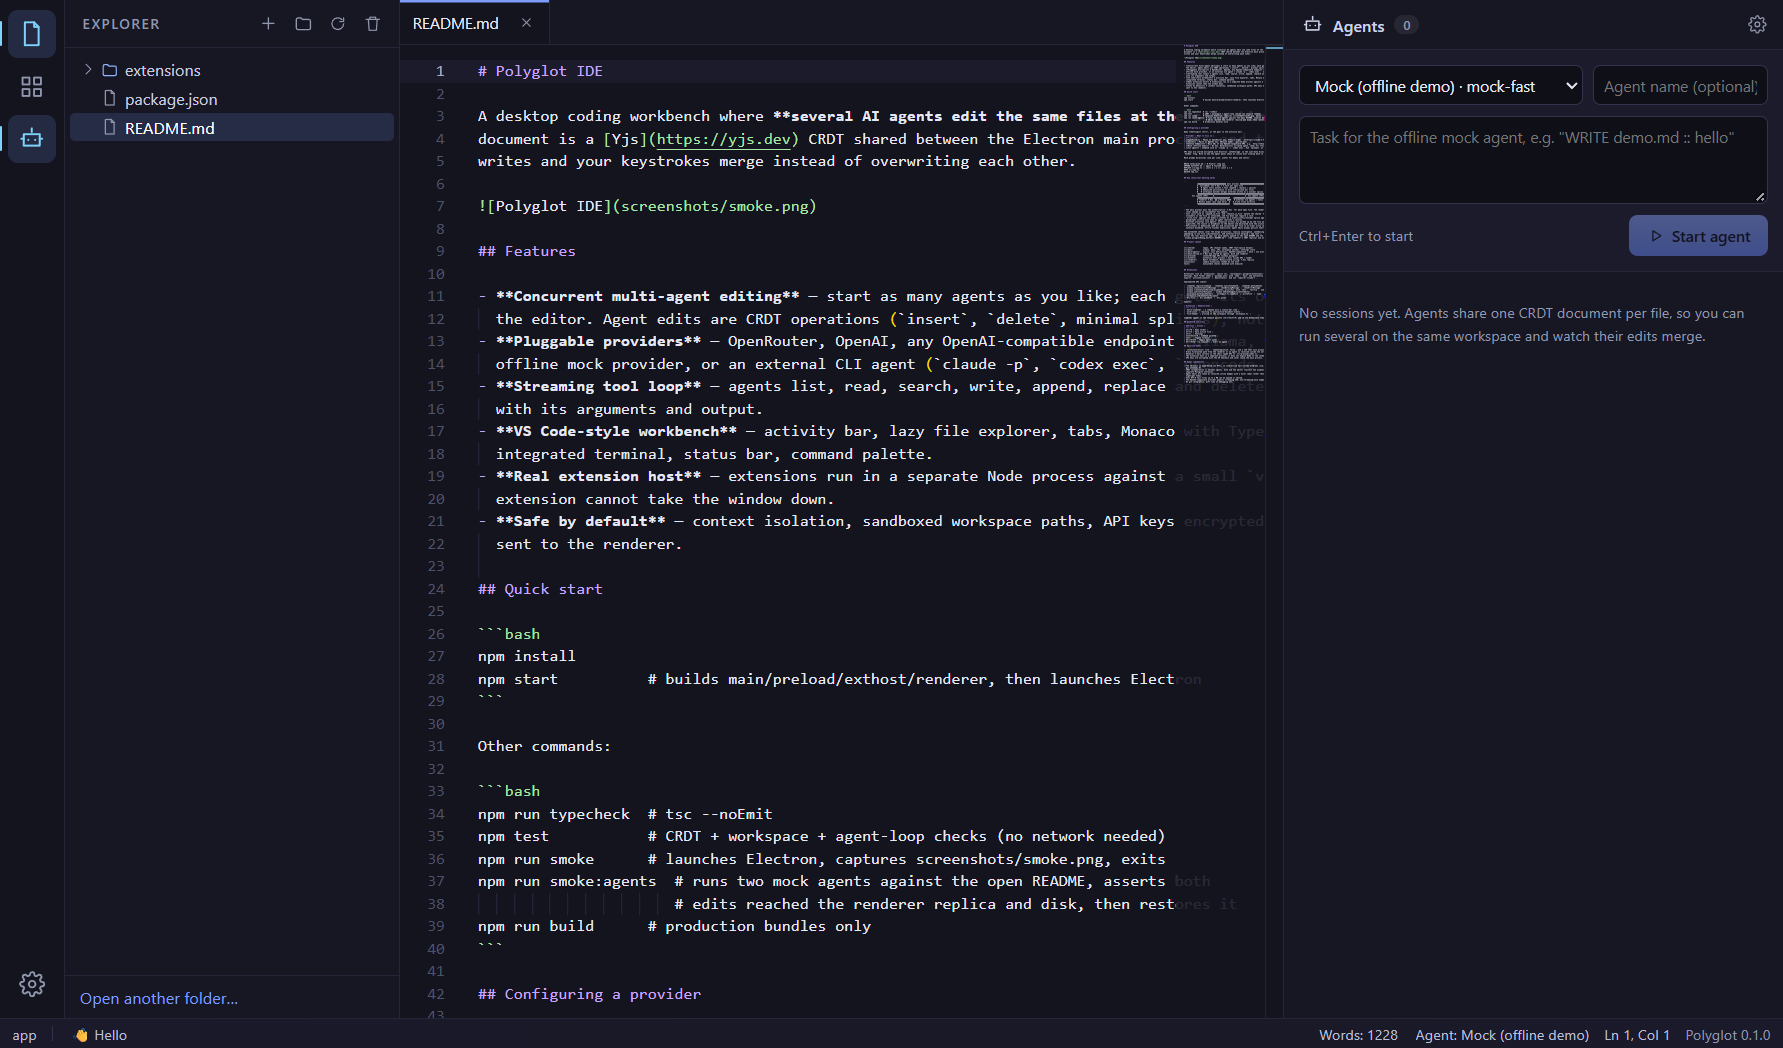 EXPLORER
extensions
package.json
README.md
Open another folder...
README.md
1 # Polyglot IDE
2
3 A desktop coding workbench where **several AI agents edit the same files at the
4 document is a [Yjs](https://yjs.dev) CRDT shared between the Electron main pro
5 writes and your keystrokes merge instead of overwriting each other.
6
7 ![Polyglot IDE](screenshots/smoke.png)
8
9 ## Features
10
11 - **Concurrent multi-agent editing** — start as many agents as you like; each
12 the editor. Agent edits are CRDT operations (`insert`, `delete`, minimal spl
13 - **Pluggable providers** — OpenRouter, OpenAI, any OpenAI-compatible endpoint
14 offline mock provider, or an external CLI agent (`claude -p`, `codex exec`,
15 - **Streaming tool loop** — agents list, read, search, write, append, replace and delete
16 with its arguments and output.
17 - **VS Code-style workbench** — activity bar, lazy file explorer, tabs, Monaco with Type
18 integrated terminal, status bar, command palette.
19 - **Real extension host** — extensions run in a separate Node process against a small `v
20 extension cannot take the window down.
21 - **Safe by default** — context isolation, sandboxed workspace paths, API keys encrypted
22 sent to the renderer.
23
24 ## Quick start
25
26 ```bash
27 npm install
28 npm start # builds main/preload/exthost/renderer, then launches Electron
29 ```
30
31 Other commands:
32
33 ```bash
34 npm run typecheck # tsc --noEmit
35 npm test # CRDT + workspace + agent-loop checks (no network needed)
36 npm run smoke # launches Electron, captures screenshots/smoke.png, exits
37 npm run smoke:agents # runs two mock agents against the open README, asserts both
38 # edits reached the renderer replica and disk, then restores it
39 npm run build # production bundles only
40 ```
41
42 ## Configuring a provider
43
Agents 0
Mock (offline demo) · mock-fast
Agent name (optional)
Task for the offline mock agent, e.g. "WRITE demo.md :: hello"
Ctrl+Enter to start
Start agent
No sessions yet. Agents share one CRDT document per file, so you can
run several on the same workspace and watch their edits merge.
app
👋 Hello
Words: 1228
Agent: Mock (offline demo)
Ln 1, Col 1
Polyglot 0.1.0